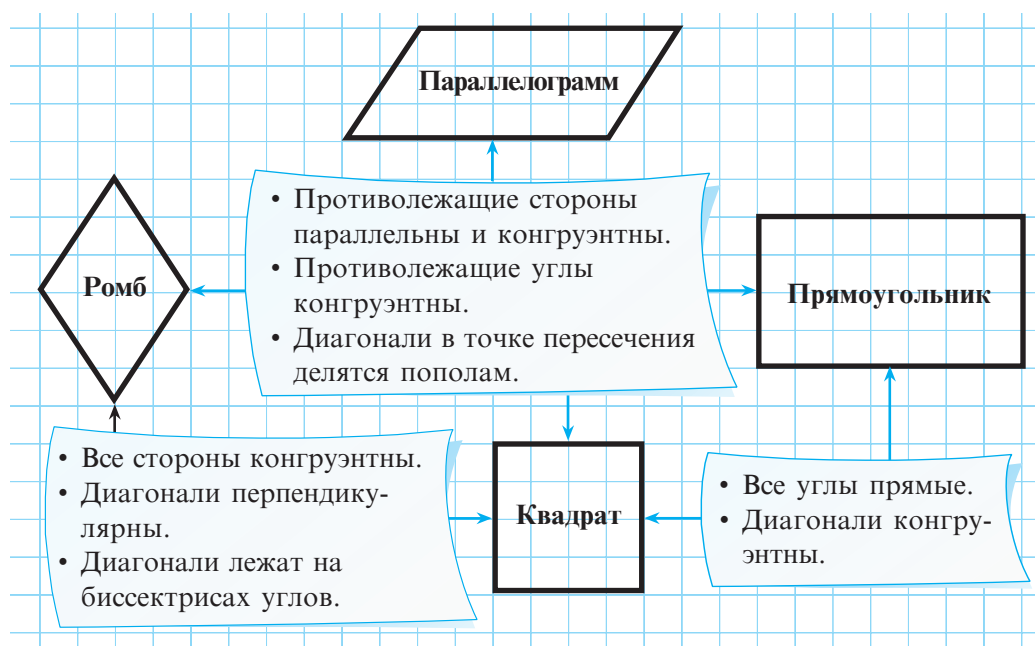 Параллелограмм
• Противолежащие стороны
параллельны и конгруэнтны.
• Противолежащие углы
конгруэнтны.
• Диагонали в точке пересечения
делятся пополам.
Ромб
Прямоугольник
• Все стороны конгруэнтны.
• Диагонали перпендику-
лярны.
• Диагонали лежат на
биссектрисах углов.
Квадрат
• Все углы прямые.
• Диагонали конгру-
энтны.